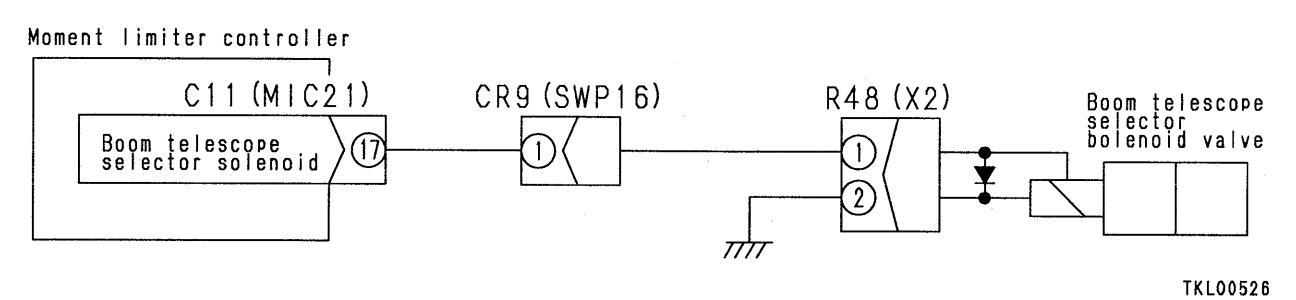 Moment limiter controller
C11 (MIC21)
CR9 (SWP16)
R48 (X2)
Boom telescope
selector
bolenoid valve
Boom telescope
selector solenoid
17
1
1
2
TKL00526